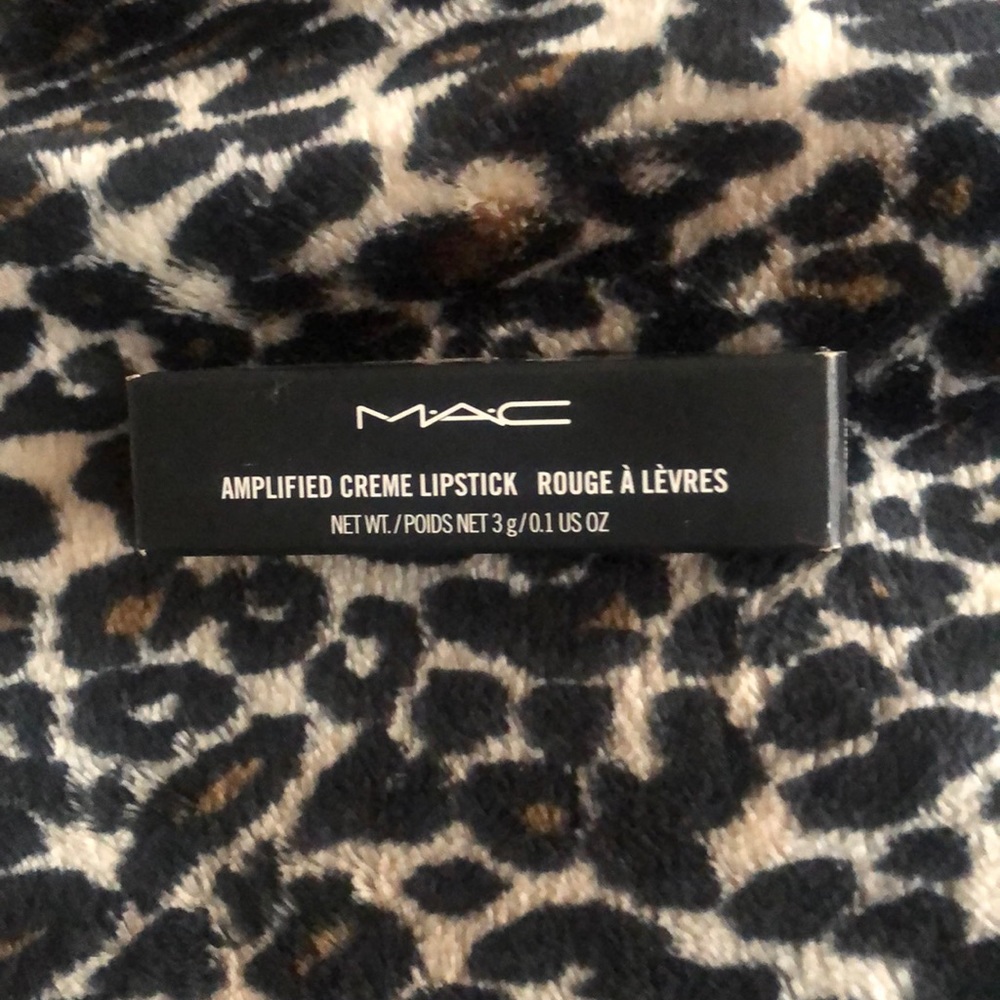 M·A·C
AMPLIFIED CREME LIPSTICK ROUGE À LÈVRES
NET WT./POIDS NET 3 g/0.1 US OZ